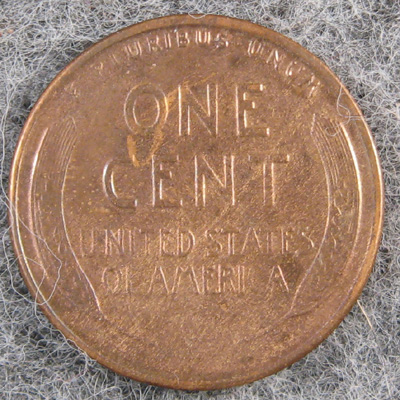 E PLURIBUS UNUM
ONE
CENT
UNITED STATES
OF AMERICA